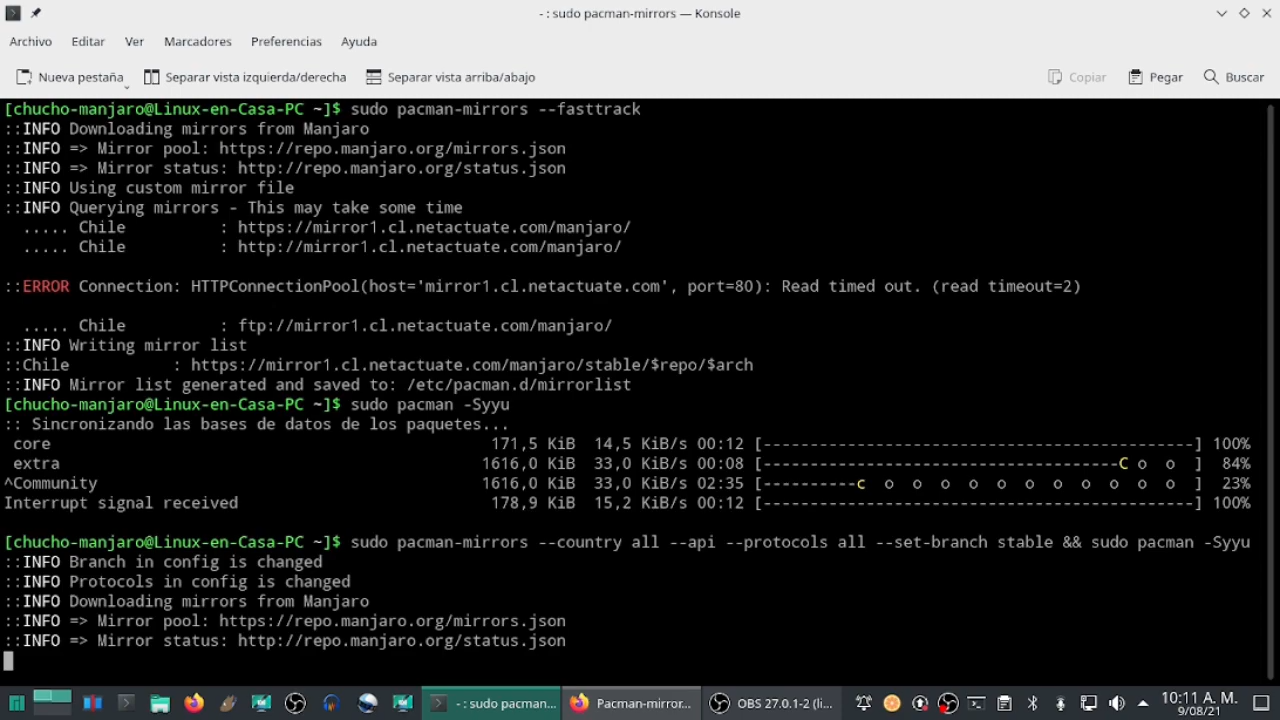 - : sudo pacman-mirrors — Konsole
Archivo Editar Ver Marcadores Preferencias Ayuda
Nueva pestaña Separar vista izquierda/derecha Separar vista arriba/abajo Copiar Pegar Buscar
[chucho-manjaro@Linux-en-Casa-PC ~]$ sudo pacman-mirrors --fasttrack
::INFO Downloading mirrors from Manjaro
::INFO => Mirror pool: https://repo.manjaro.org/mirrors.json
::INFO => Mirror status: http://repo.manjaro.org/status.json
::INFO Using custom mirror file
::INFO Querying mirrors - This may take some time
..... Chile : https://mirror1.cl.netactuate.com/manjaro/
..... Chile : http://mirror1.cl.netactuate.com/manjaro/
::ERROR Connection: HTTPConnectionPool(host='mirror1.cl.netactuate.com', port=80): Read timed out. (read timeout=2)
..... Chile : ftp://mirror1.cl.netactuate.com/manjaro/
::INFO Writing mirror list
::Chile : https://mirror1.cl.netactuate.com/manjaro/stable/$repo/$arch
::INFO Mirror list generated and saved to: /etc/pacman.d/mirrorlist
[chucho-manjaro@Linux-en-Casa-PC ~]$ sudo pacman -Syyu
:: Sincronizando las bases de datos de los paquetes...
core 171,5 KiB 14,5 KiB/s 00:12 [----------------------------------------------] 100%
extra 1616,0 KiB 33,0 KiB/s 00:08 [--------------------------------------C o  o  ] 84%
^Community 1616,0 KiB 33,0 KiB/s 02:35 [----------c  o  o  o  o  o  o  o  o  o  o  o  ] 23%
Interrupt signal received 178,9 KiB 15,2 KiB/s 00:12 [----------------------------------------------] 100%
[chucho-manjaro@Linux-en-Casa-PC ~]$ sudo pacman-mirrors --country all --api --protocols all --set-branch stable && sudo pacman -Syyu
::INFO Branch in config is changed
::INFO Protocols in config is changed
::INFO Downloading mirrors from Manjaro
::INFO => Mirror pool: https://repo.manjaro.org/mirrors.json
::INFO => Mirror status: http://repo.manjaro.org/status.json
- : sudo pacman... Pacman-mirror... OBS 27.0.1-2 (li... 10:11 A. M.
9/08/21